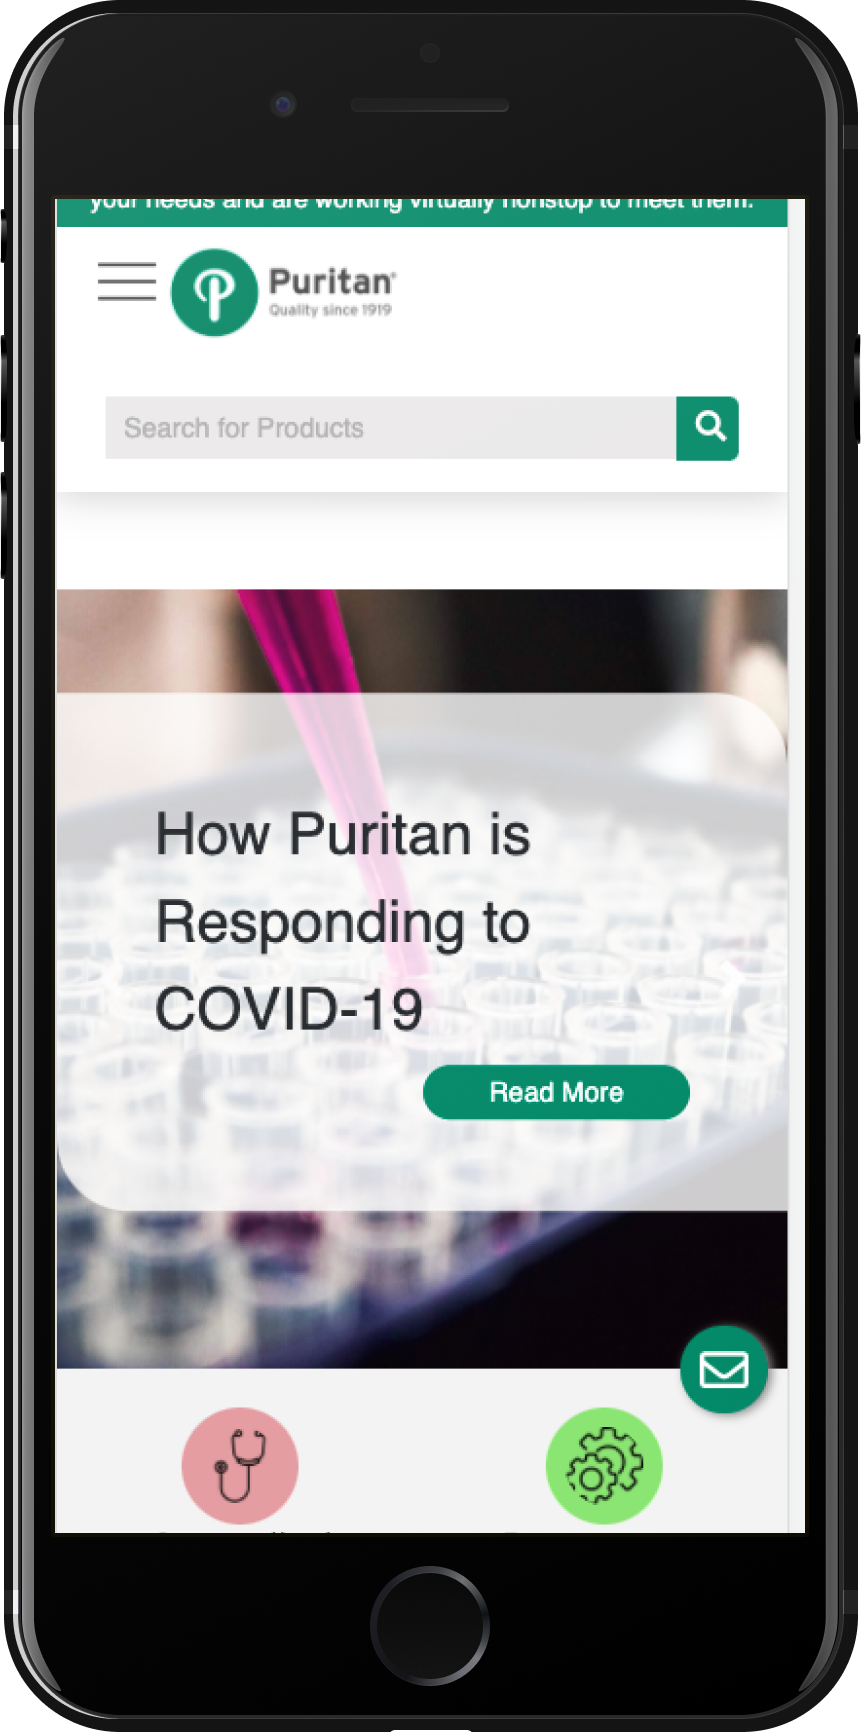 your needs and are working virtually nonstop to meet them.
Puritan®
Quality since 1919
Search for Products
How Puritan is
Responding to
COVID-19
Read More